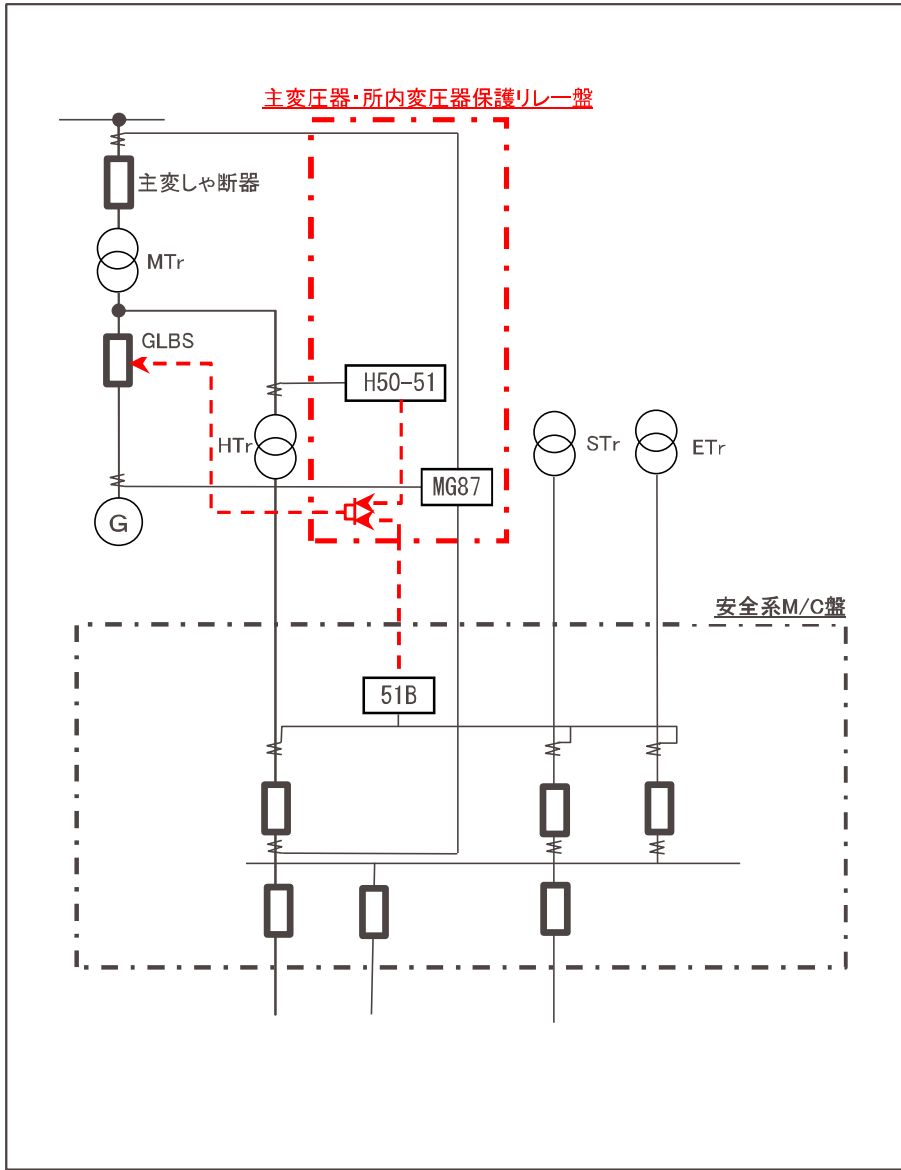 主変圧器・所内変圧器保護リレー盤
主変しゃ断器
MTr
GLBS
H50-51
HTr
STr
ETr
MG87
G
安全系M/C盤
51B